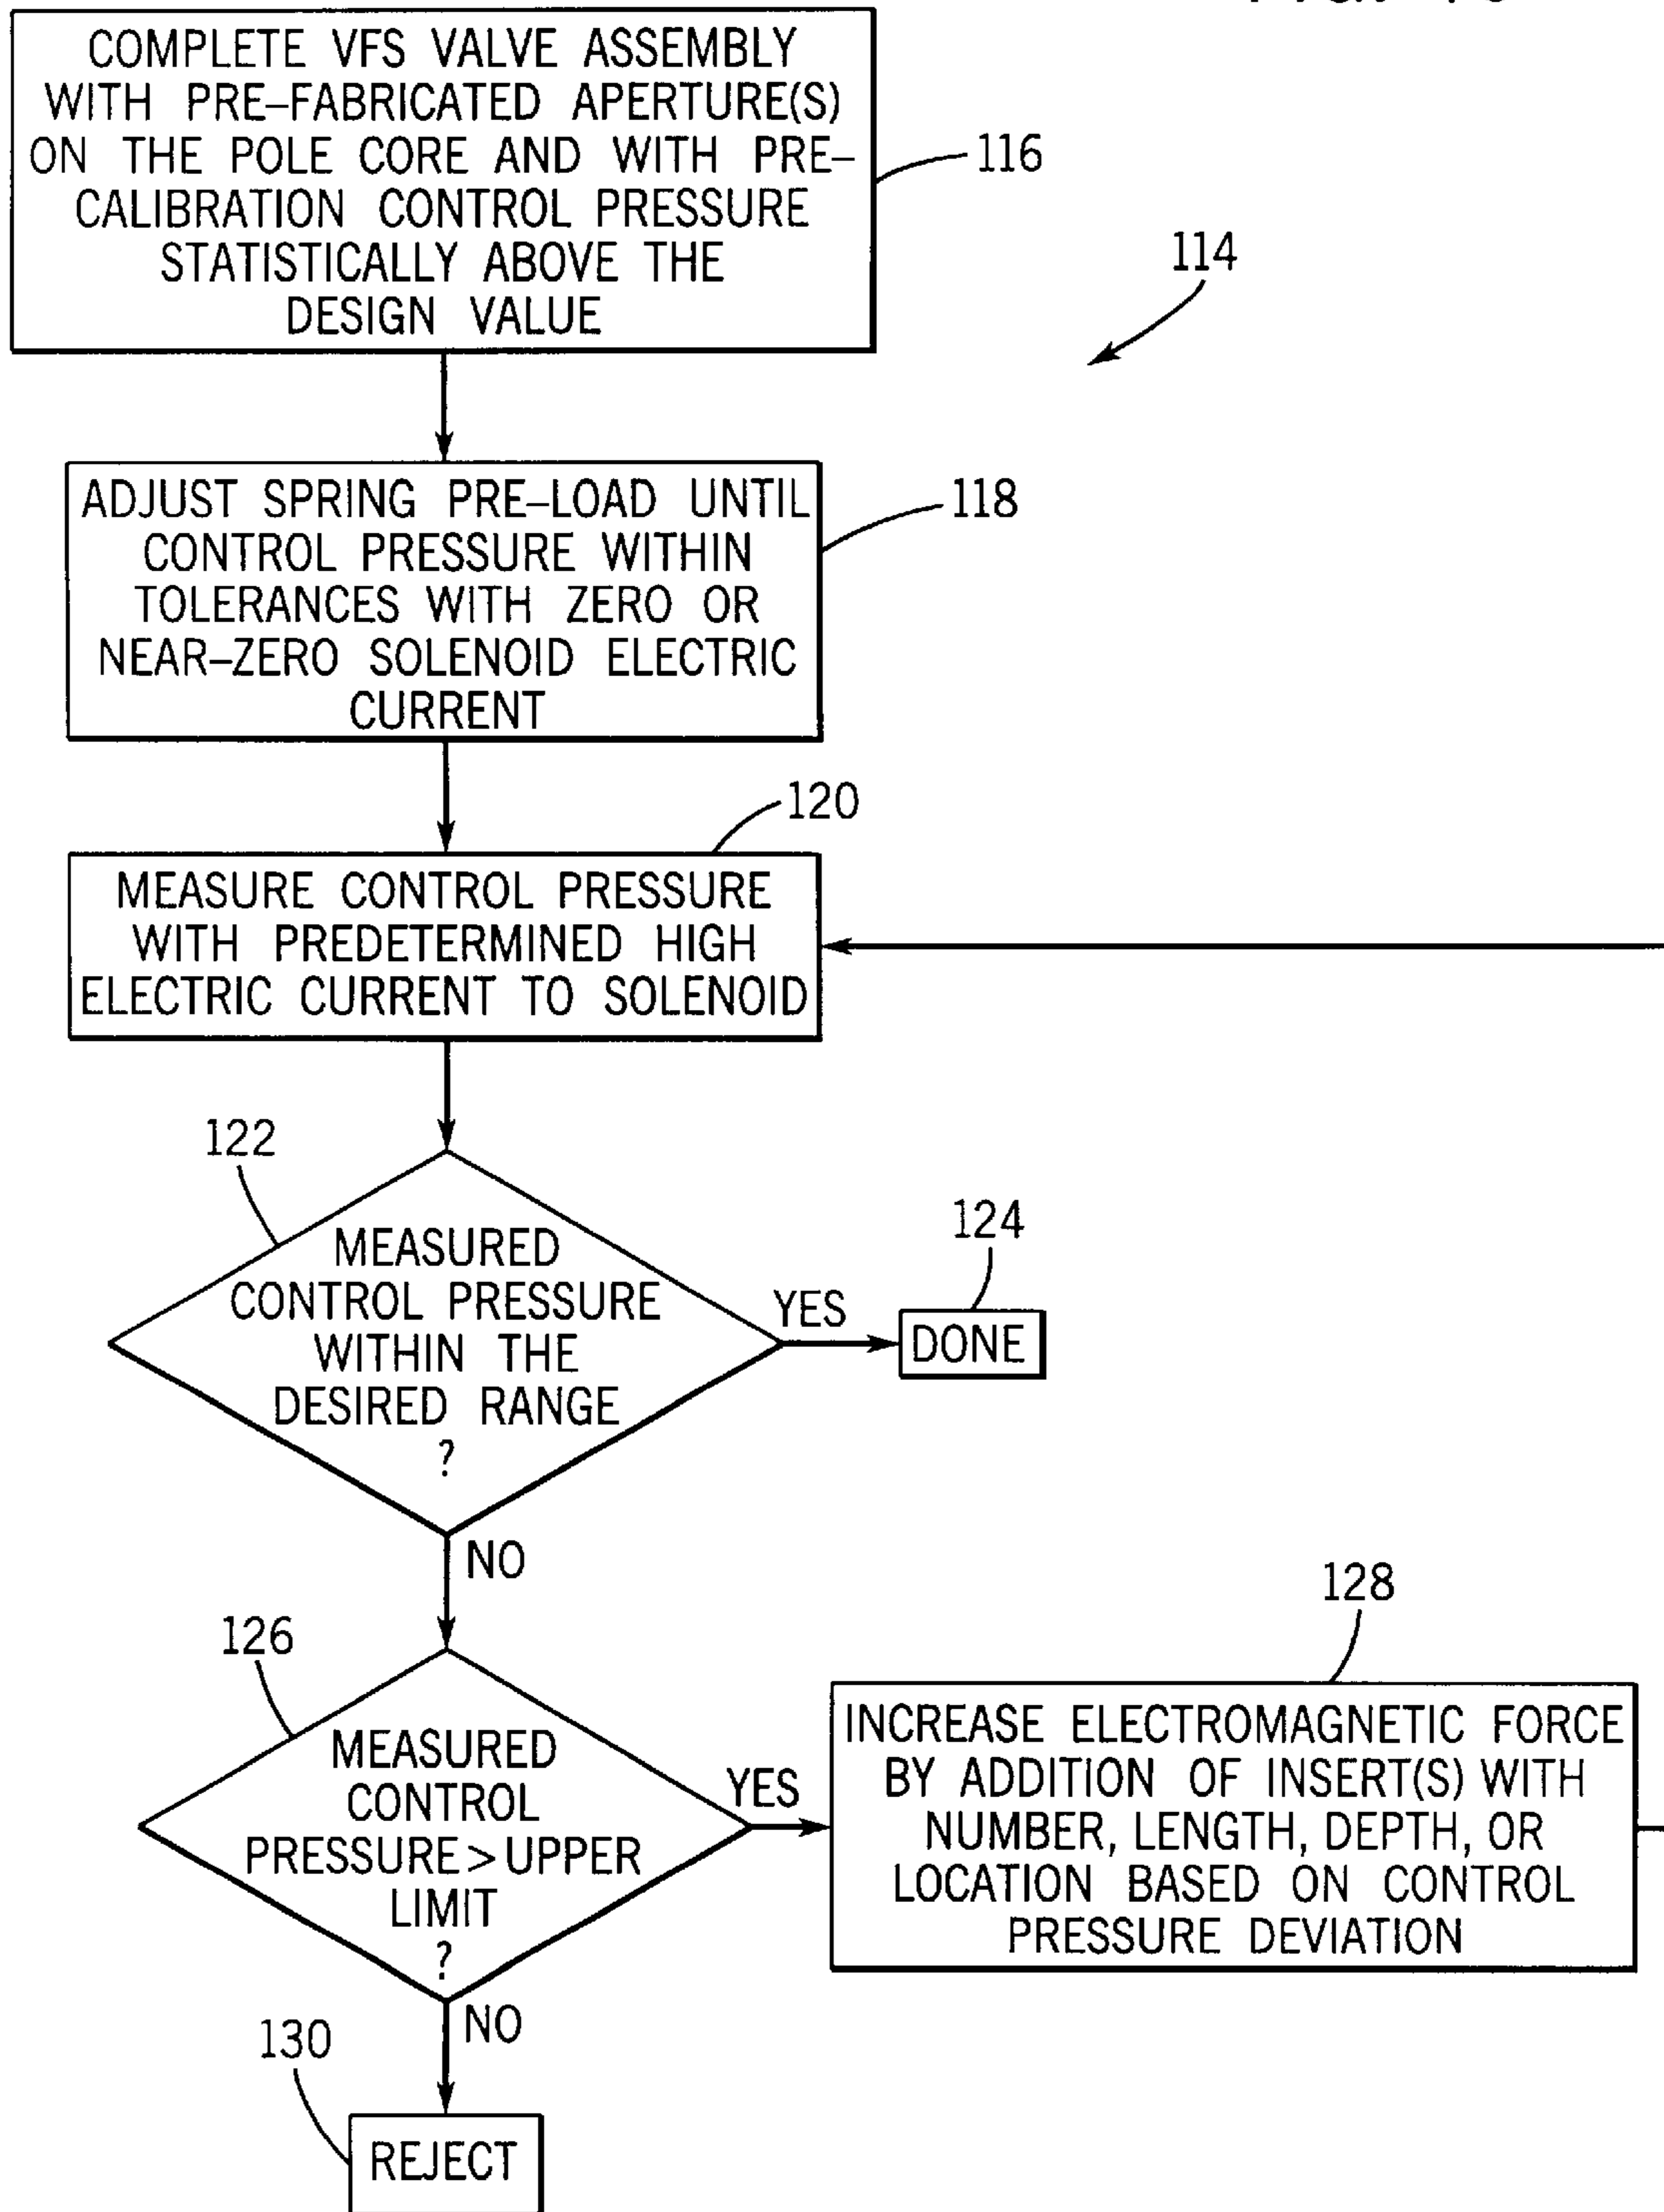 COMPLETE VFS VALVE ASSEMBLY
WITH PRE-FABRICATED APERTURE(S)
ON THE POLE CORE AND WITH PRE-
CALIBRATION CONTROL PRESSURE
STATISTICALLY ABOVE THE
DESIGN VALUE
116
114
ADJUST SPRING PRE-LOAD UNTIL
CONTROL PRESSURE WITHIN
TOLERANCES WITH ZERO OR
NEAR-ZERO SOLENOID ELECTRIC
CURRENT
118
120
MEASURE CONTROL PRESSURE
WITH PREDETERMINED HIGH
ELECTRIC CURRENT TO SOLENOID
122
MEASURED
CONTROL PRESSURE
WITHIN THE
DESIRED RANGE
?
YES
124
DONE
NO
126
MEASURED
CONTROL
PRESSURE > UPPER
LIMIT
?
YES
128
INCREASE ELECTROMAGNETIC FORCE
BY ADDITION OF INSERT(S) WITH
NUMBER, LENGTH, DEPTH, OR
LOCATION BASED ON CONTROL
PRESSURE DEVIATION
NO
130
REJECT